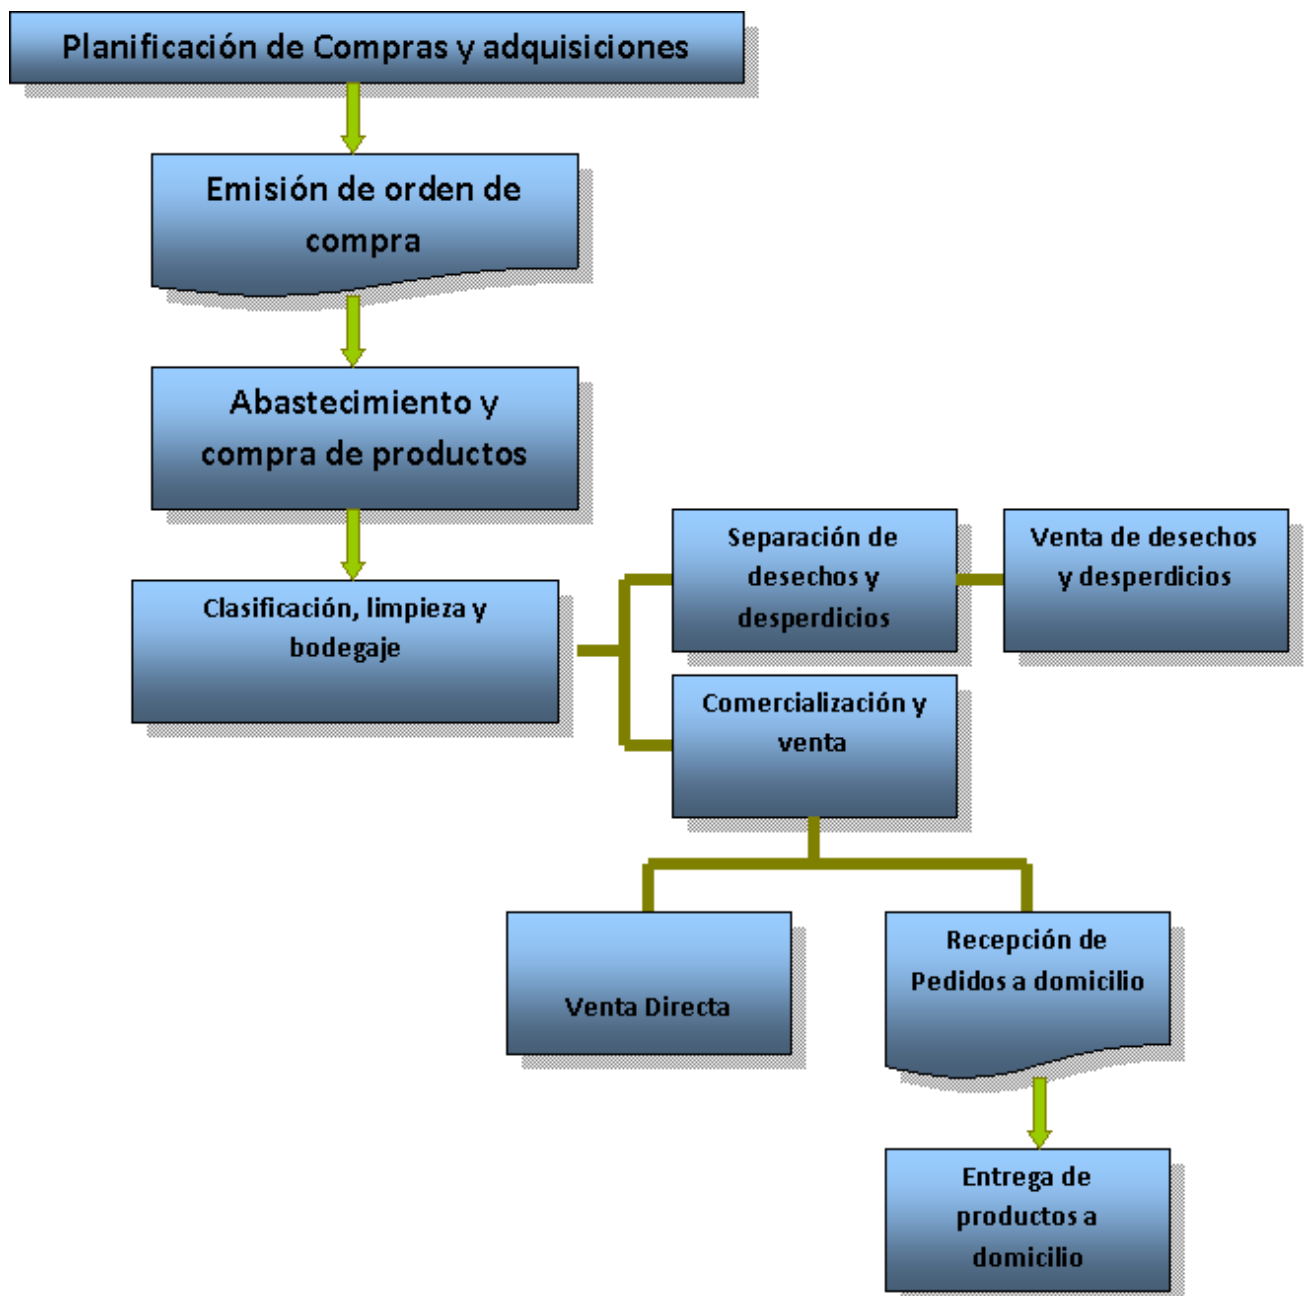 Planificación de Compras y adquisiciones
Emisión de orden de
compra
Abastecimiento y
compra de productos
Clasificación, limpieza y
bodegaje
Separación de
desechos y
desperdicios
Venta de desechos
y desperdicios
Comercialización y
venta
Venta Directa
Recepción de
Pedidos a domicilio
Entrega de
productos a
domicilio